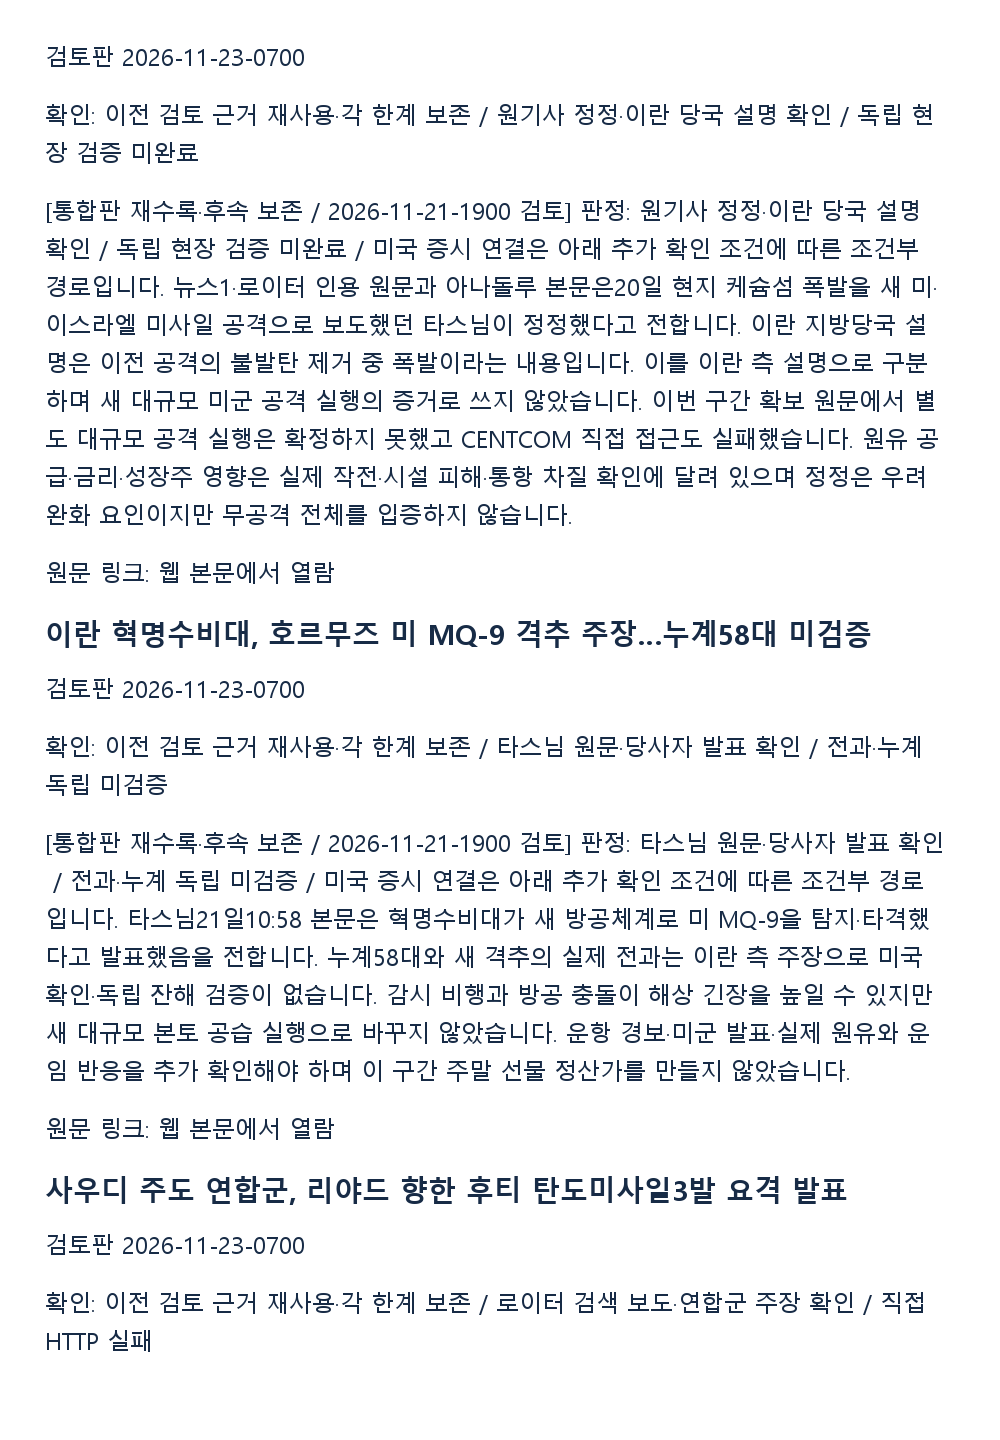 검토판 2026-11-23-0700
확인: 이전 검토 근거 재사용·각 한계 보존 / 원기사 정정·이란 당국 설명 확인 / 독립 현
장 검증 미완료
[통합판 재수록·후속 보존 / 2026-11-21-1900 검토] 판정: 원기사 정정·이란 당국 설명
확인 / 독립 현장 검증 미완료 / 미국 증시 연결은 아래 추가 확인 조건에 따른 조건부
경로입니다. 뉴스1·로이터 인용 원문과 아나돌루 본문은20일 현지 케슘섬 폭발을 새 미·
이스라엘 미사일 공격으로 보도했던 타스님이 정정했다고 전합니다. 이란 지방당국 설
명은 이전 공격의 불발탄 제거 중 폭발이라는 내용입니다. 이를 이란 측 설명으로 구분
하며 새 대규모 미군 공격 실행의 증거로 쓰지 않았습니다. 이번 구간 확보 원문에서 별
도 대규모 공격 실행은 확정하지 못했고 CENTCOM 직접 접근도 실패했습니다. 원유 공
급·금리·성장주 영향은 실제 작전·시설 피해·통항 차질 확인에 달려 있으며 정정은 우려
완화 요인이지만 무공격 전체를 입증하지 않습니다.
원문 링크: 웹 본문에서 열람
이란 혁명수비대, 호르무즈 미 MQ-9 격추 주장…누계58대 미검증
검토판 2026-11-23-0700
확인: 이전 검토 근거 재사용·각 한계 보존 / 타스님 원문·당사자 발표 확인 / 전과·누계
독립 미검증
[통합판 재수록·후속 보존 / 2026-11-21-1900 검토] 판정: 타스님 원문·당사자 발표 확인
/ 전과·누계 독립 미검증 / 미국 증시 연결은 아래 추가 확인 조건에 따른 조건부 경로
입니다. 타스님21일10:58 본문은 혁명수비대가 새 방공체계로 미 MQ-9을 탐지·타격했
다고 발표했음을 전합니다. 누계58대와 새 격추의 실제 전과는 이란 측 주장으로 미국
확인·독립 잔해 검증이 없습니다. 감시 비행과 방공 충돌이 해상 긴장을 높일 수 있지만
새 대규모 본토 공습 실행으로 바꾸지 않았습니다. 운항 경보·미군 발표·실제 원유와 운
임 반응을 추가 확인해야 하며 이 구간 주말 선물 정산가를 만들지 않았습니다.
원문 링크: 웹 본문에서 열람
사우디 주도 연합군, 리야드 향한 후티 탄도미사일3발 요격 발표
검토판 2026-11-23-0700
확인: 이전 검토 근거 재사용·각 한계 보존 / 로이터 검색 보도·연합군 주장 확인 / 직접
HTTP 실패